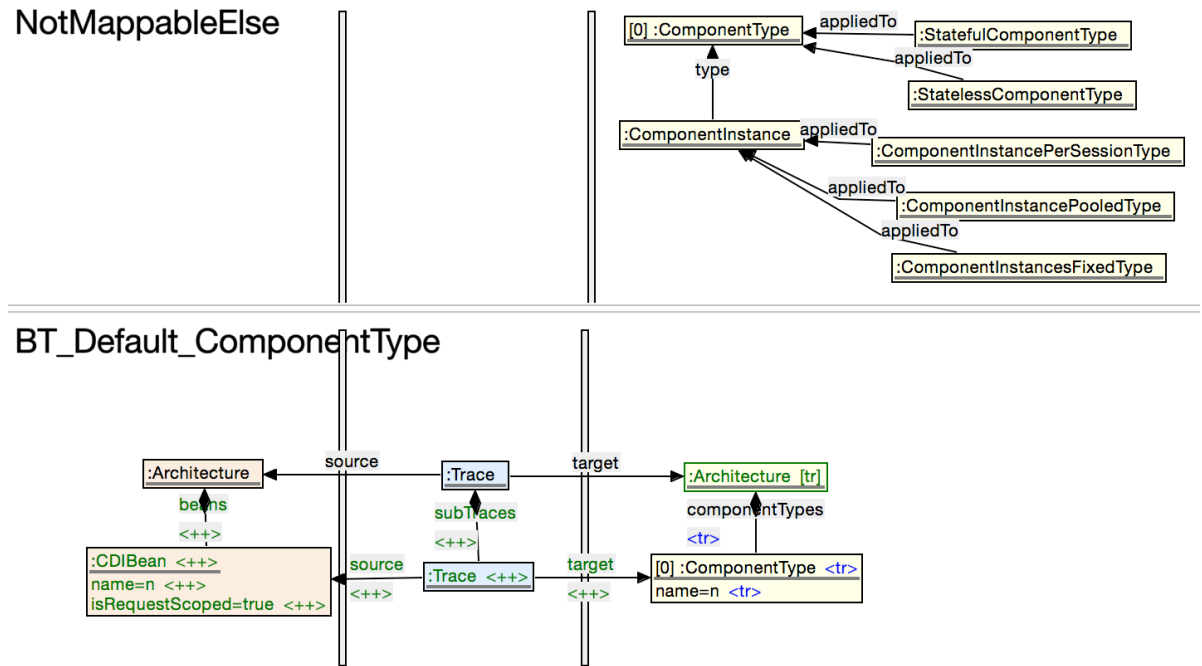 NotMappableElse
[0] :ComponentType
appliedTo
:StatefulComponentType
appliedTo
type
:StatelessComponentType
:ComponentInstance
appliedTo
:ComponentInstancePerSessionType
appliedTo
:ComponentInstancePooledType
appliedTo
:ComponentInstancesFixedType
BT_Default_ComponentType
:Architecture
source
:Trace
target
:Architecture [tr]
beans
<++>
subTraces
<++>
componentTypes
<tr>
:CDIBean <++>
name=n <++>
isRequestScoped=true <++>
source
<++>
:Trace <++>
target
<++>
[0] :ComponentType <tr>
name=n <tr>